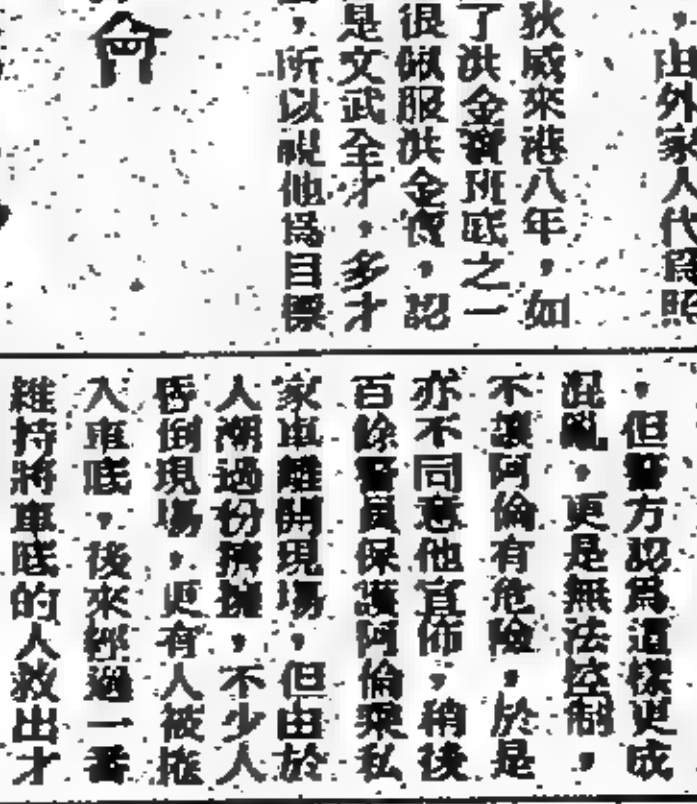 ，由外家人代爲照
狄威來港八年，如
了洪金寶班底之一
很佩服洪金寶，認
是文武全才，多才
，所以視他爲目標
，但警方認爲這樣更成
混亂，更是無法控制，
不讓阿倫有危險，於是
亦不同意他宣佈，稍後
百餘警員保護阿倫乘私
家車離開現場，但由於
人潮過份擠擁，不少人
昏倒現場，更有人被拖
入車底，後來經過一番
維持將車底的人救出才